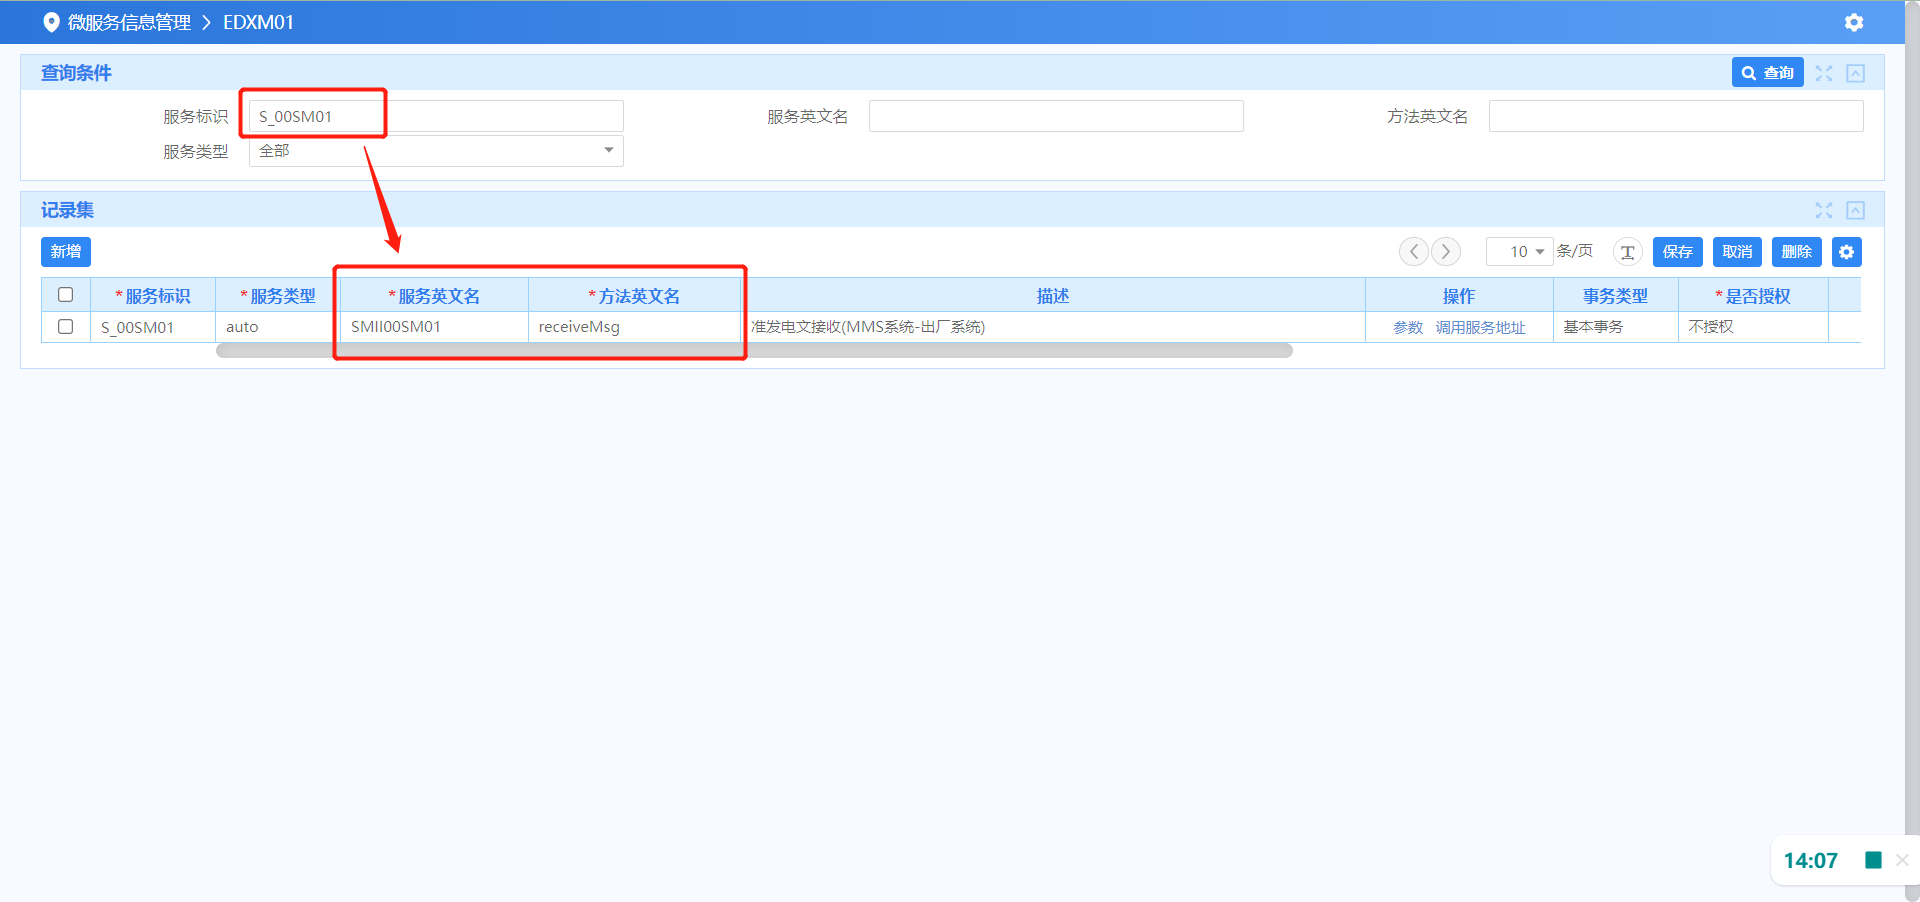 微服务信息管理 > EDXM01
查询条件
查询
服务标识 S_00SM01 服务英文名 方法英文名
服务类型 全部
记录集
新增 10 条/页 T 保存 取消 删除
*服务标识 *服务类型 *服务英文名 *方法英文名 描述 操作 事务类型 *是否授权
S_00SM01 auto SMII00SM01 receiveMsg 准发电文接收(MMS系统-出厂系统) 参数 调用服务地址 基本事务 不授权
14:07